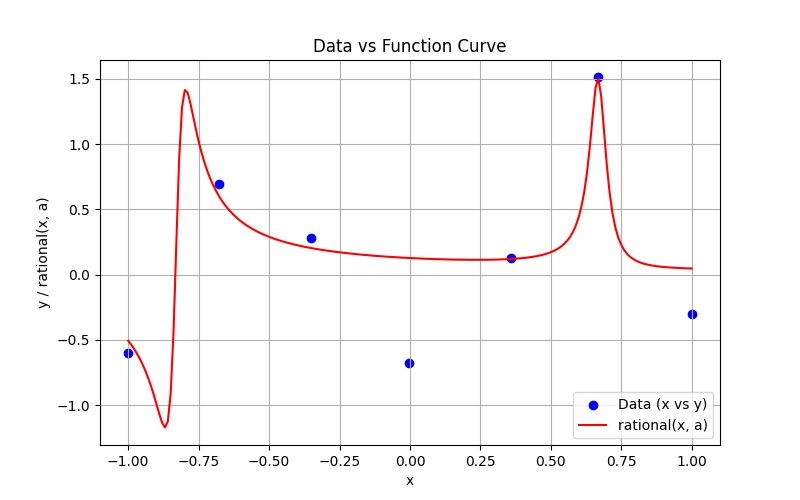 Data vs Function Curve
y / rational(x, a)
1.5
1.0
0.5
0.0
−0.5
−1.0
Data (x vs y)
rational(x, a)
−1.00 −0.75 −0.50 −0.25 0.00 0.25 0.50 0.75 1.00
x